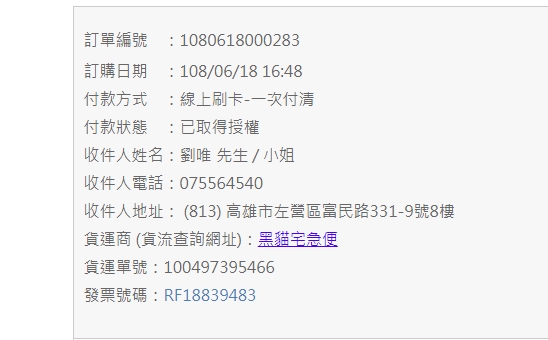 訂單編號 ：1080618000283
訂購日期 ：108/06/18 16:48
付款方式 ：線上刷卡-一次付清
付款狀態 ：已取得授權
收件人姓名：劉唯 先生 / 小姐
收件人電話：075564540
收件人地址： (813) 高雄市左營區富民路331-9號8樓
貨運商 (貨流查詢網址)：黑貓宅急便
貨運單號：100497395466
發票號碼：RF18839483